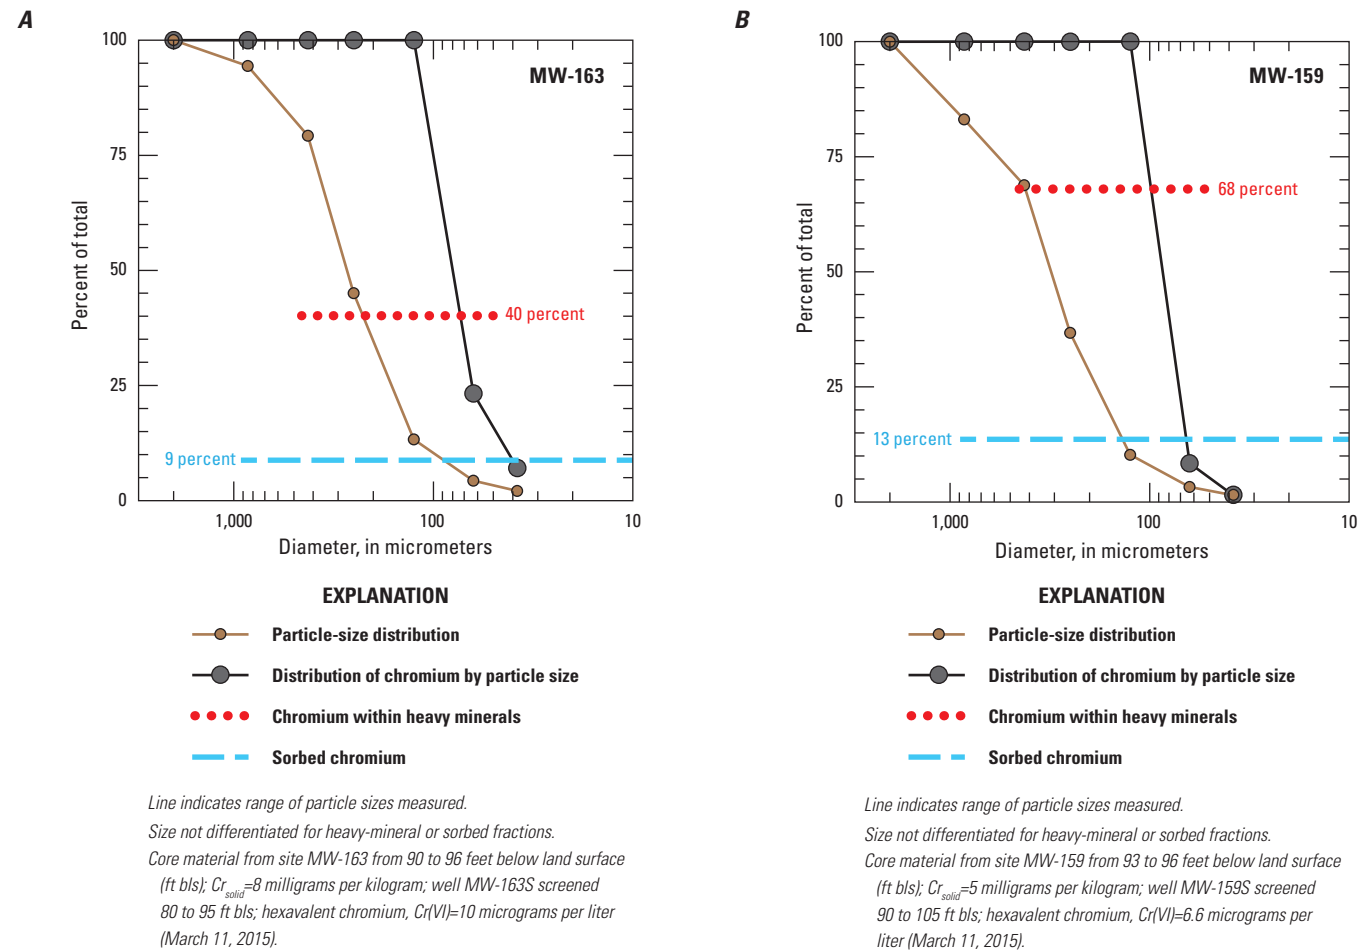 A
100
75
50
25
0
Percent of total
MW-163
40 percent
9 percent
1,000
100
10
Diameter, in micrometers
EXPLANATION
Particle-size distribution
Distribution of chromium by particle size
Chromium within heavy minerals
Sorbed chromium
Line indicates range of particle sizes measured.
Size not differentiated for heavy-mineral or sorbed fractions.
Core material from site MW-163 from 90 to 96 feet below land surface
(ft bls); Cr_solid=8 milligrams per kilogram; well MW-163S screened
80 to 95 ft bls; hexavalent chromium, Cr(VI)=10 micrograms per liter
(March 11, 2015).
B
100
75
50
25
0
Percent of total
MW-159
68 percent
13 percent
1,000
100
10
Diameter, in micrometers
EXPLANATION
Particle-size distribution
Distribution of chromium by particle size
Chromium within heavy minerals
Sorbed chromium
Line indicates range of particle sizes measured.
Size not differentiated for heavy-mineral or sorbed fractions.
Core material from site MW-159 from 93 to 96 feet below land surface
(ft bls); Cr_solid=5 milligrams per kilogram; well MW-159S screened
90 to 105 ft bls; hexavalent chromium, Cr(VI)=6.6 micrograms per
liter (March 11, 2015).